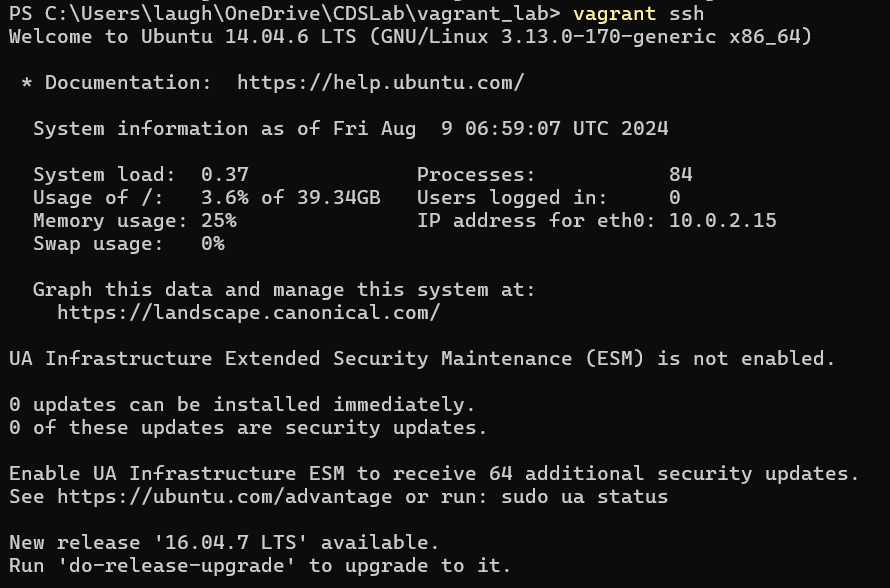 PS C:\Users\laugh\OneDrive\CDSLab\vagrant_lab> vagrant ssh
Welcome to Ubuntu 14.04.6 LTS (GNU/Linux 3.13.0-170-generic x86_64)
* Documentation:  https://help.ubuntu.com/
System information as of Fri Aug  9 06:59:07 UTC 2024
System load:  0.37              Processes:           84
Usage of /:   3.6% of 39.34GB   Users logged in:     0
Memory usage: 25%               IP address for eth0: 10.0.2.15
Swap usage:   0%
Graph this data and manage this system at:
https://landscape.canonical.com/
UA Infrastructure Extended Security Maintenance (ESM) is not enabled.
0 updates can be installed immediately.
0 of these updates are security updates.
Enable UA Infrastructure ESM to receive 64 additional security updates.
See https://ubuntu.com/advantage or run: sudo ua status
New release '16.04.7 LTS' available.
Run 'do-release-upgrade' to upgrade to it.